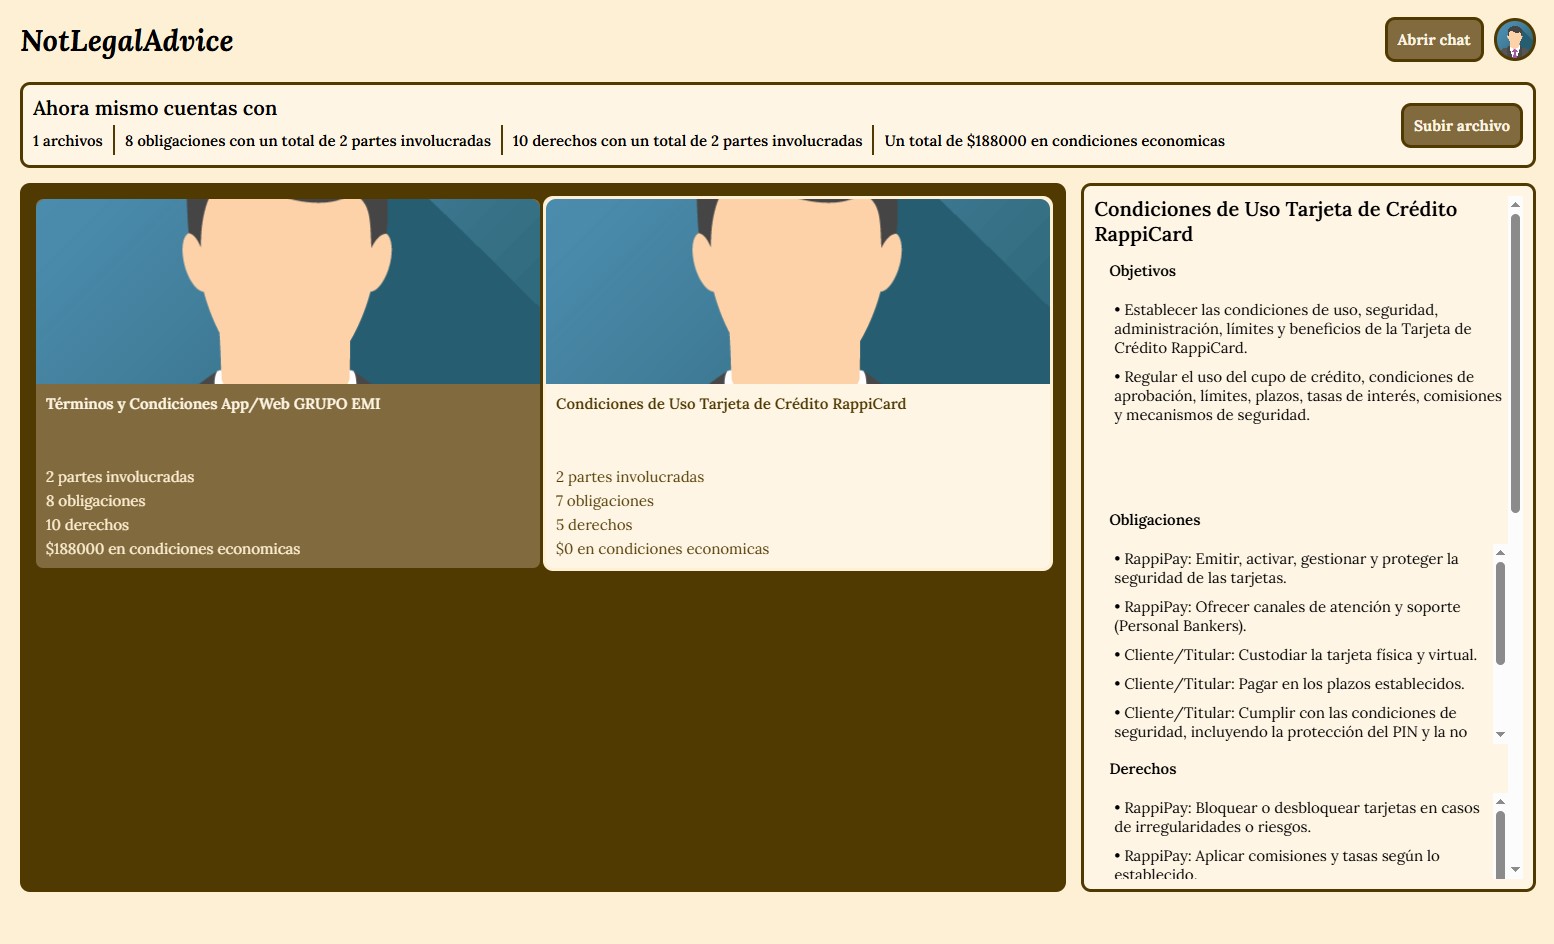 NotLegalAdvice
Abrir chat
Ahora mismo cuentas con
1 archivos
8 obligaciones con un total de 2 partes involucradas
10 derechos con un total de 2 partes involucradas
Un total de $188000 en condiciones economicas
Subir archivo
Términos y Condiciones App/Web GRUPO EMI
2 partes involucradas
8 obligaciones
10 derechos
$188000 en condiciones economicas
Condiciones de Uso Tarjeta de Crédito RappiCard
2 partes involucradas
7 obligaciones
5 derechos
$0 en condiciones economicas
Condiciones de Uso Tarjeta de Crédito
RappiCard
Objetivos
• Establecer las condiciones de uso, seguridad,
administración, límites y beneficios de la Tarjeta de
Crédito RappiCard.
• Regular el uso del cupo de crédito, condiciones de
aprobación, límites, plazos, tasas de interés, comisiones
y mecanismos de seguridad.
Obligaciones
• RappiPay: Emitir, activar, gestionar y proteger la
seguridad de las tarjetas.
• RappiPay: Ofrecer canales de atención y soporte
(Personal Bankers).
• Cliente/Titular: Custodiar la tarjeta física y virtual.
• Cliente/Titular: Pagar en los plazos establecidos.
• Cliente/Titular: Cumplir con las condiciones de
seguridad, incluyendo la protección del PIN y la no
Derechos
• RappiPay: Bloquear o desbloquear tarjetas en casos
de irregularidades o riesgos.
• RappiPay: Aplicar comisiones y tasas según lo
establecido.